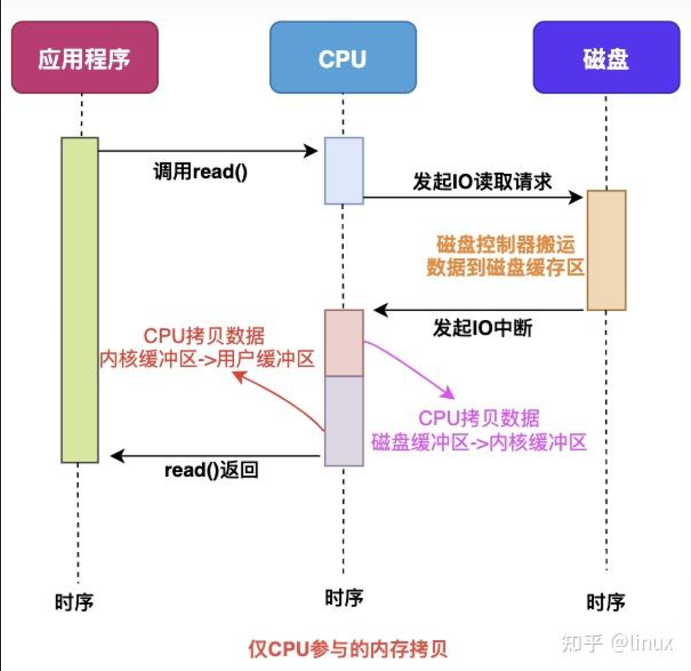 应用程序
CPU
磁盘
调用read()
发起IO读取请求
磁盘控制器搬运
数据到磁盘缓存区
发起IO中断
CPU拷贝数据
内核缓冲区->用户缓冲区
CPU拷贝数据
磁盘缓冲区->内核缓冲区
read()返回
时序
时序
时序
仅CPU参与的内存拷贝
知乎 @linux